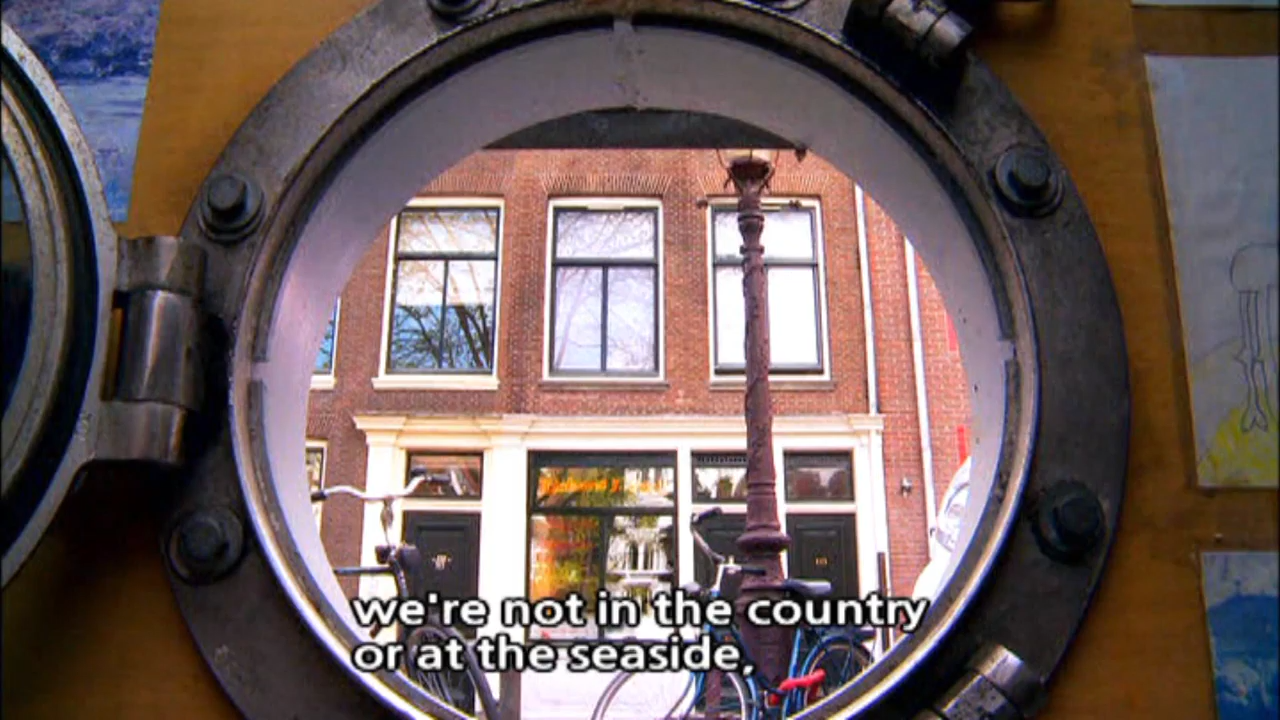 we're not in the country
or at the seaside,